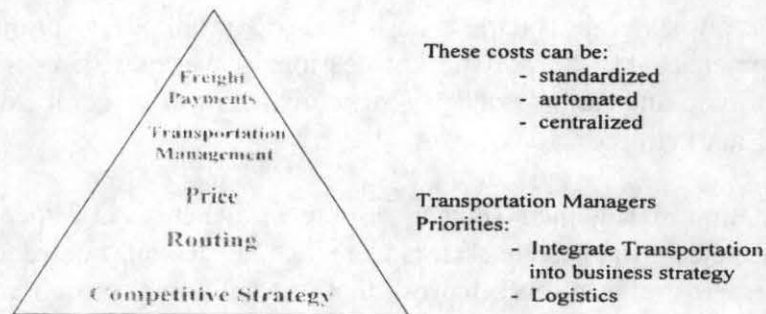 Freight
Payments
Transportation
Management
Price
Routing
Competitive Strategy
These costs can be:
- standardized
- automated
- centralized
Transportation Managers
Priorities:
- Integrate Transportation
into business strategy
- Logistics